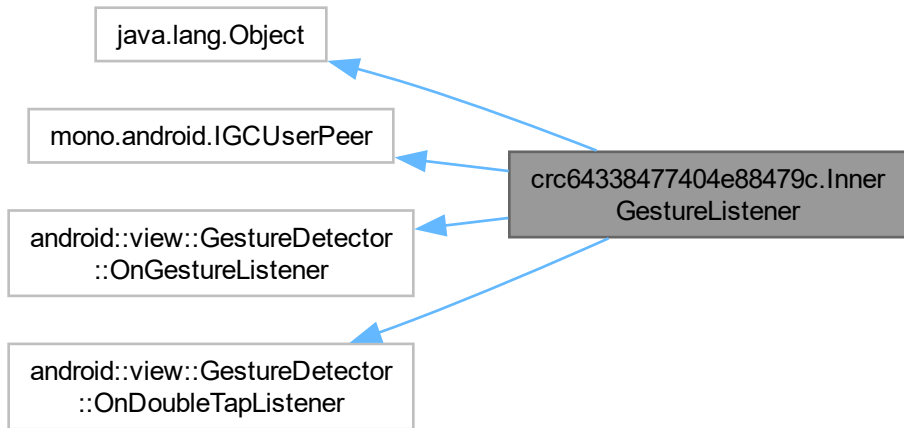 java.lang.Object
mono.android.IGCUserPeer
crc64338477404e88479c.Inner
GestureListener
android::view::GestureDetector
::OnGestureListener
android::view::GestureDetector
::OnDoubleTapListener